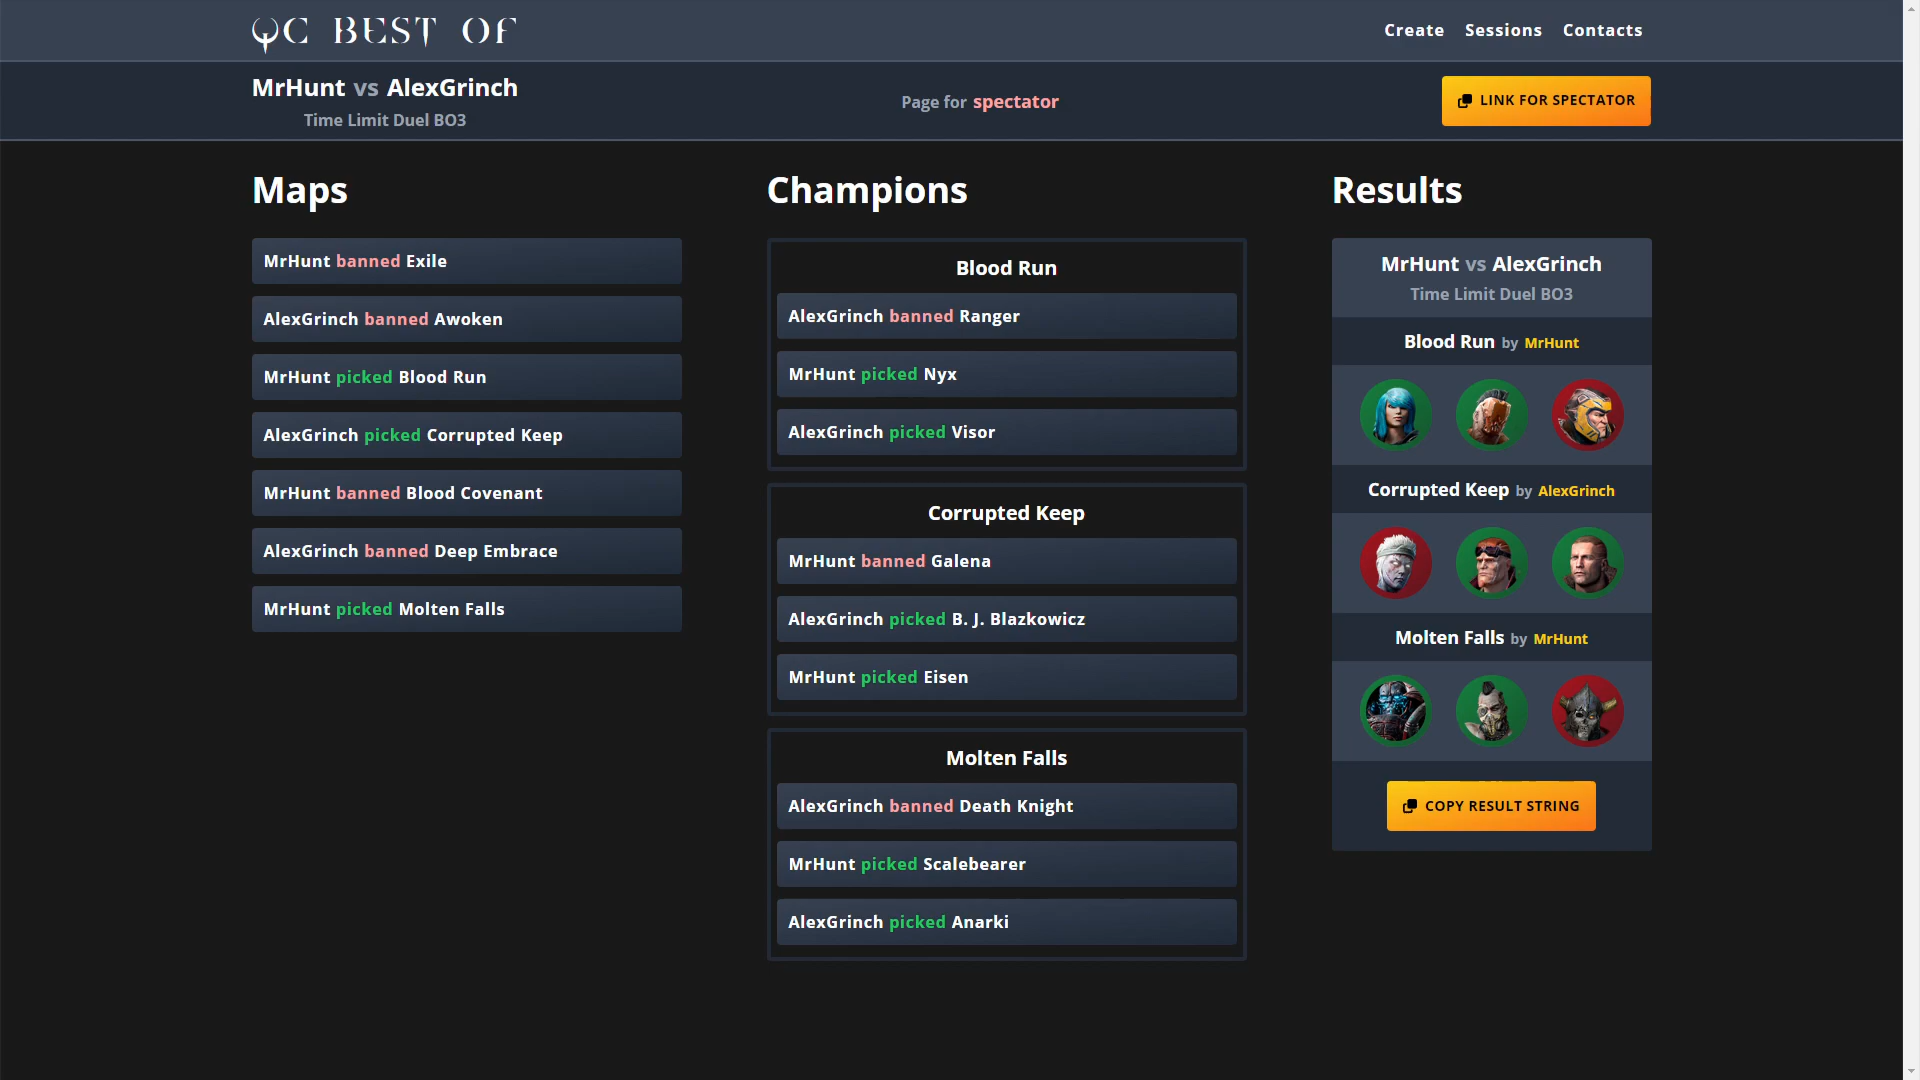 QC BEST OF
Create Sessions Contacts
MrHunt vs AlexGrinch
Time Limit Duel BO3
Page for spectator
LINK FOR SPECTATOR
Maps
MrHunt banned Exile
AlexGrinch banned Awoken
MrHunt picked Blood Run
AlexGrinch picked Corrupted Keep
MrHunt banned Blood Covenant
AlexGrinch banned Deep Embrace
MrHunt picked Molten Falls
Champions
Blood Run
AlexGrinch banned Ranger
MrHunt picked Nyx
AlexGrinch picked Visor
Corrupted Keep
MrHunt banned Galena
AlexGrinch picked B. J. Blazkowicz
MrHunt picked Eisen
Molten Falls
AlexGrinch banned Death Knight
MrHunt picked Scalebearer
AlexGrinch picked Anarki
Results
MrHunt vs AlexGrinch
Time Limit Duel BO3
Blood Run by MrHunt
Corrupted Keep by AlexGrinch
Molten Falls by MrHunt
COPY RESULT STRING